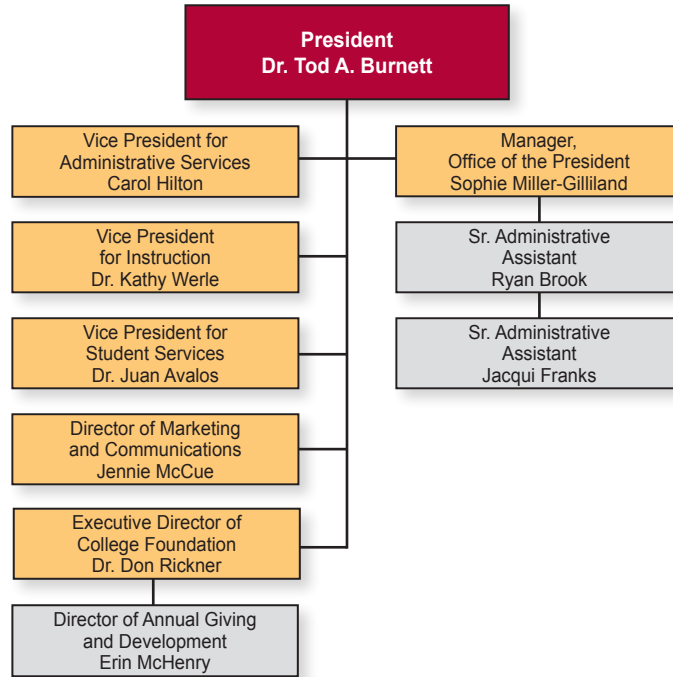 President
Dr. Tod A. Burnett
Vice President for
Administrative Services
Carol Hilton
Manager,
Office of the President
Sophie Miller-Gilliland
Vice President
for Instruction
Dr. Kathy Werle
Sr. Administrative
Assistant
Ryan Brook
Vice President for
Student Services
Dr. Juan Avalos
Sr. Administrative
Assistant
Jacqui Franks
Director of Marketing
and Communications
Jennie McCue
Executive Director of
College Foundation
Dr. Don Rickner
Director of Annual Giving
and Development
Erin McHenry